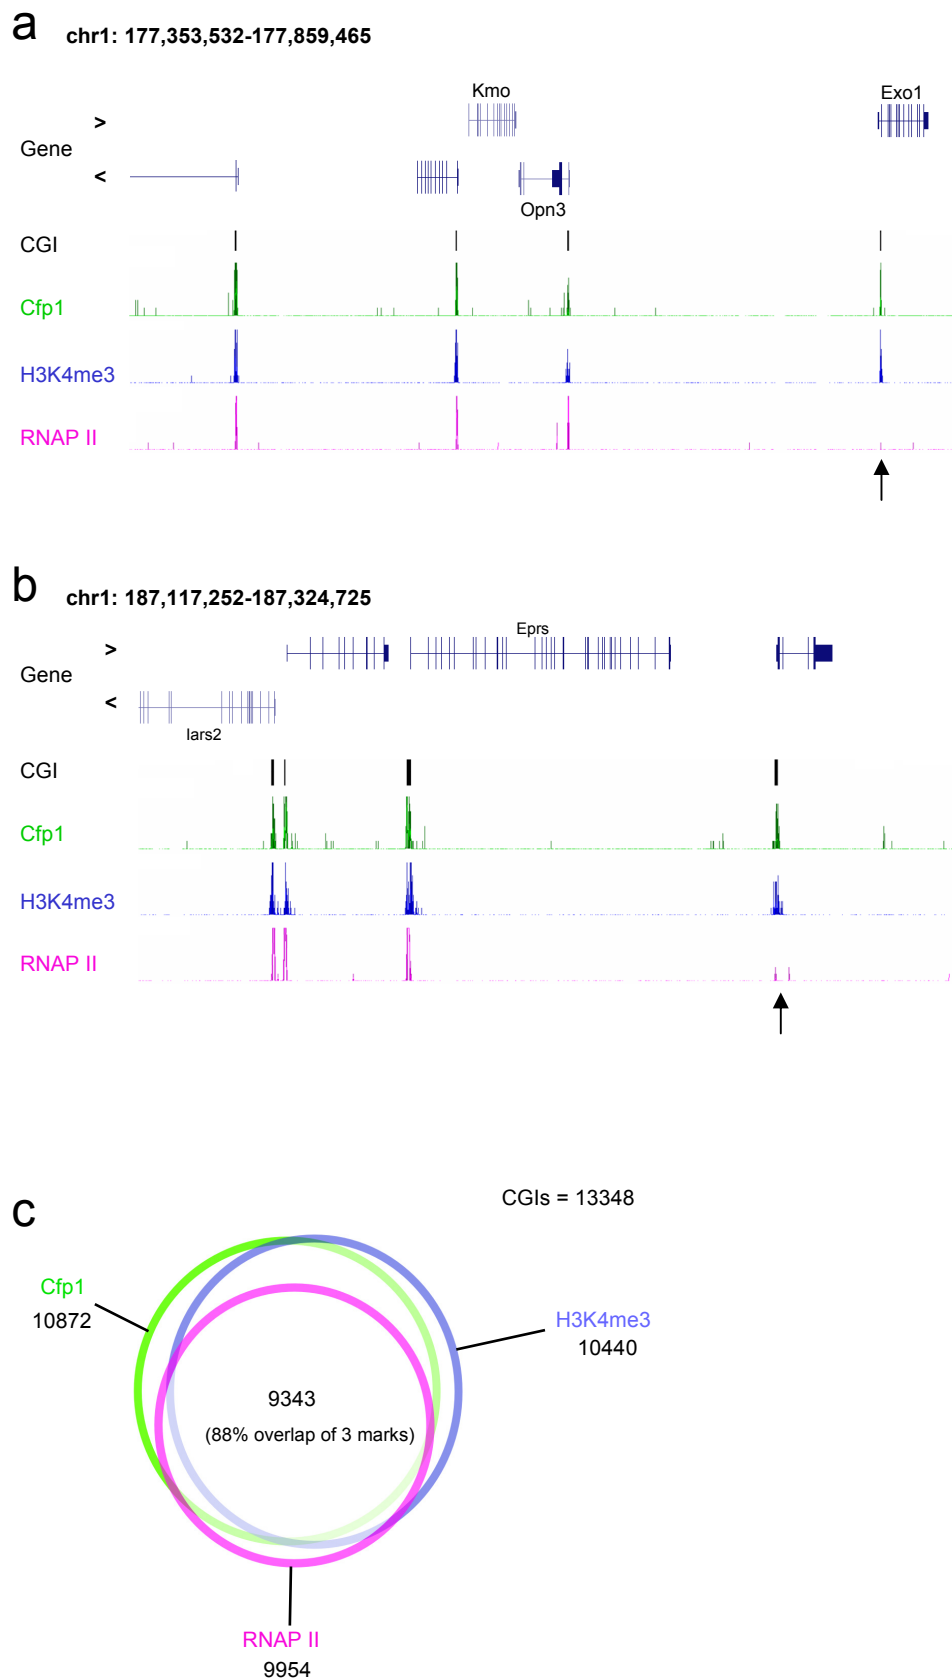 a
chr1: 177,353,532-177,859,465
Kmo
Exo1
>
Gene
<
Opn3
CGI
Cfp1
H3K4me3
RNAP II
b
chr1: 187,117,252-187,324,725
Eprs
>
Gene
<
Iars2
CGI
Cfp1
H3K4me3
RNAP II
c
CGIs = 13348
Cfp1
10872
H3K4me3
10440
9343
(88% overlap of 3 marks)
RNAP II
9954